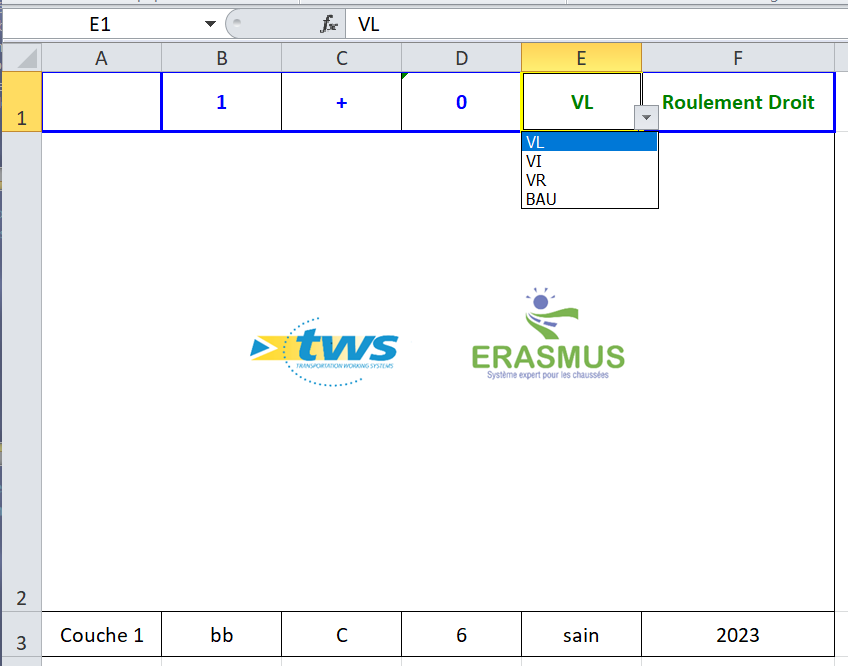 E1 fx VL
A B C D E F
1 1 + 0 VL Roulement Droit
VL
VI
VR
BAU
tws
TRANSPORTATION WORKING SYSTEMS
ERASMUS
Système expert pour les chaussées
2
3 Couche 1 bb C 6 sain 2023